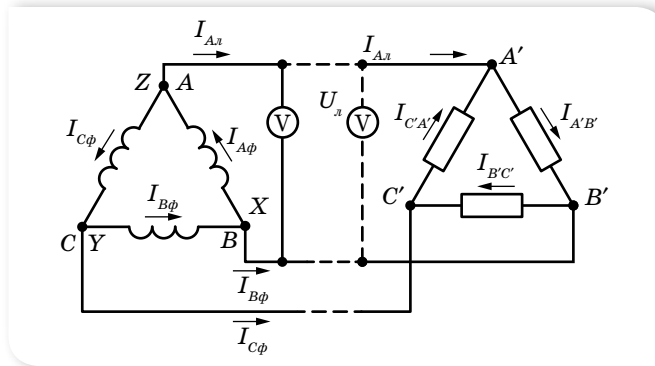 I_Aл I_Aл
Z A A′
U_л
V V
I_Cф I_Aф I_C′A′ I_A′B′
I_Bф I_B′C′
X C′ B′
C Y B
I_Bф
I_Cф